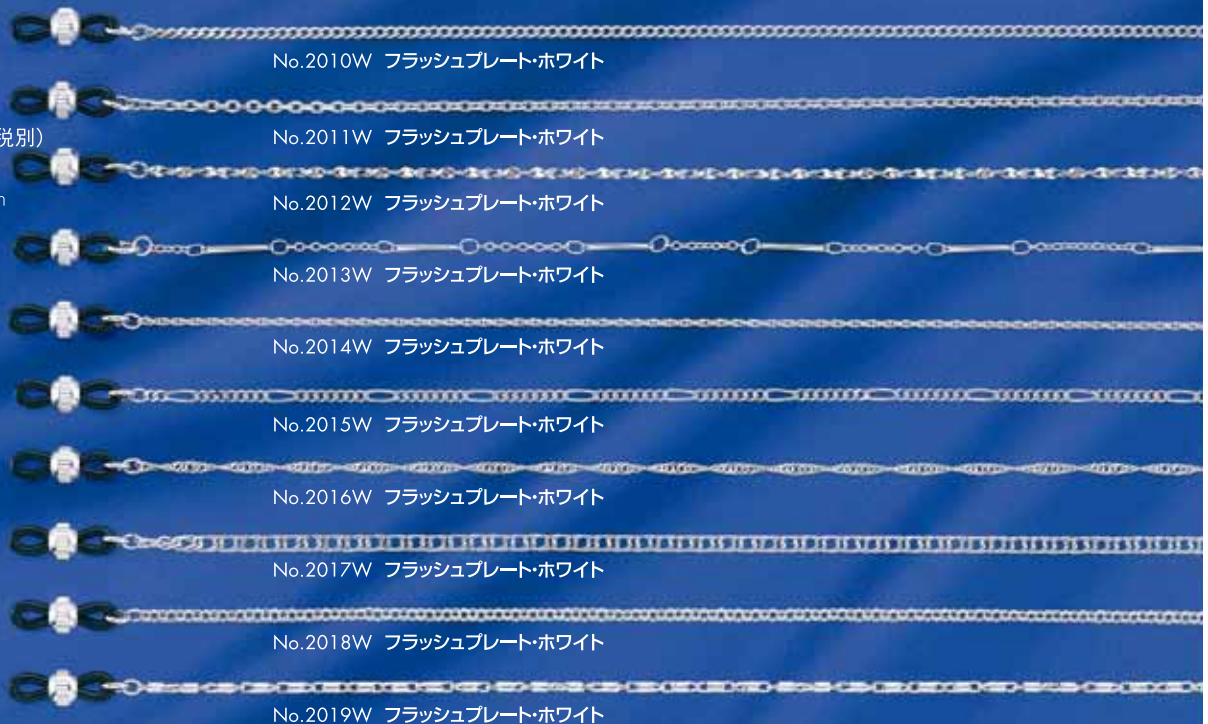 No.2010W フラッシュプレート・ホワイト
No.2011W フラッシュプレート・ホワイト
税別）
No.2012W フラッシュプレート・ホワイト
No.2013W フラッシュプレート・ホワイト
No.2014W フラッシュプレート・ホワイト
No.2015W フラッシュプレート・ホワイト
No.2016W フラッシュプレート・ホワイト
No.2017W フラッシュプレート・ホワイト
No.2018W フラッシュプレート・ホワイト
No.2019W フラッシュプレート・ホワイト